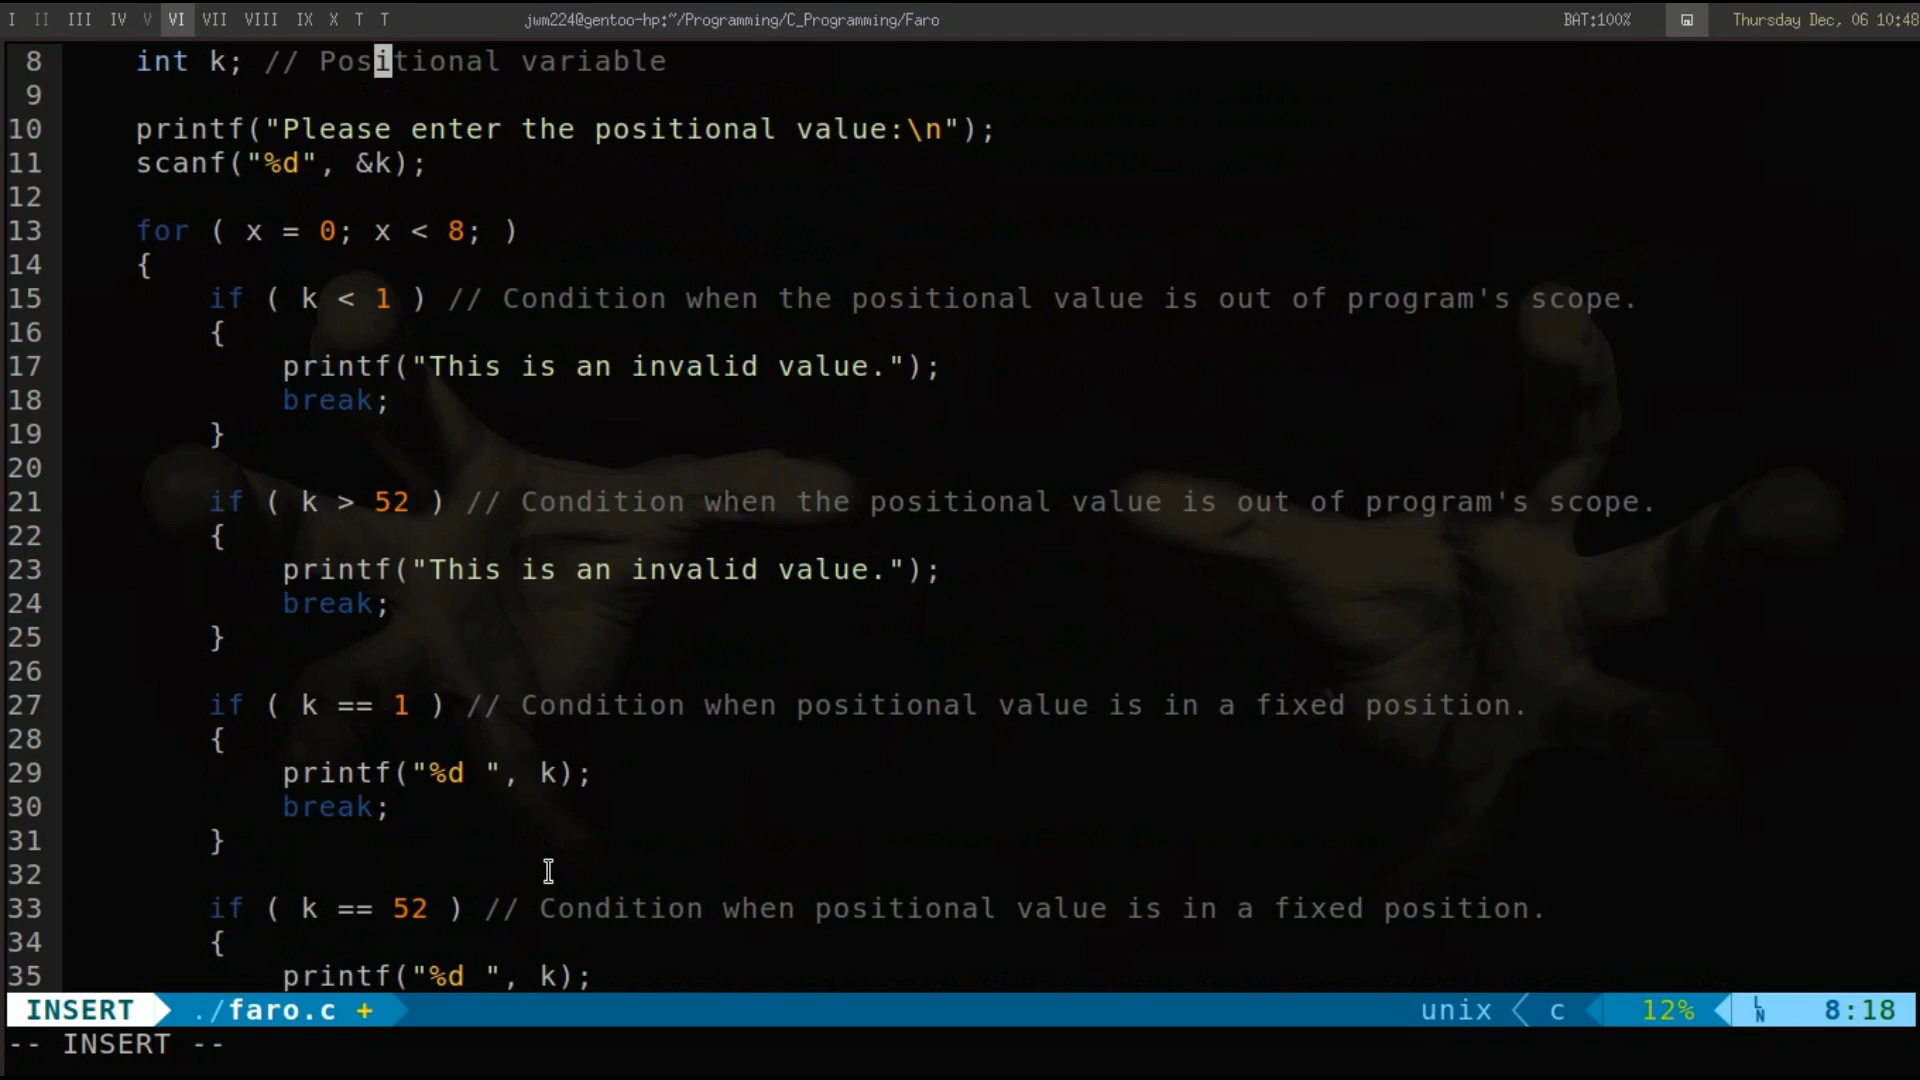 I II III IV V VI VII VIII IX X T T jwm224@gentoo-hp:~/Programming/C_Programming/Faro BAT:100% Thursday Dec, 06 10:48
8 int k; // Positional variable
9
10 printf("Please enter the positional value:\n");
11 scanf("%d", &k);
12
13 for ( x = 0; x < 8; )
14 {
15 if ( k < 1 ) // Condition when the positional value is out of program's scope.
16 {
17 printf("This is an invalid value.");
18 break;
19 }
20
21 if ( k > 52 ) // Condition when the positional value is out of program's scope.
22 {
23 printf("This is an invalid value.");
24 break;
25 }
26
27 if ( k == 1 ) // Condition when positional value is in a fixed position.
28 {
29 printf("%d ", k);
30 break;
31 }
32
33 if ( k == 52 ) // Condition when positional value is in a fixed position.
34 {
35 printf("%d ", k);
INSERT ./faro.c + unix c 12% LN 8:18
-- INSERT --